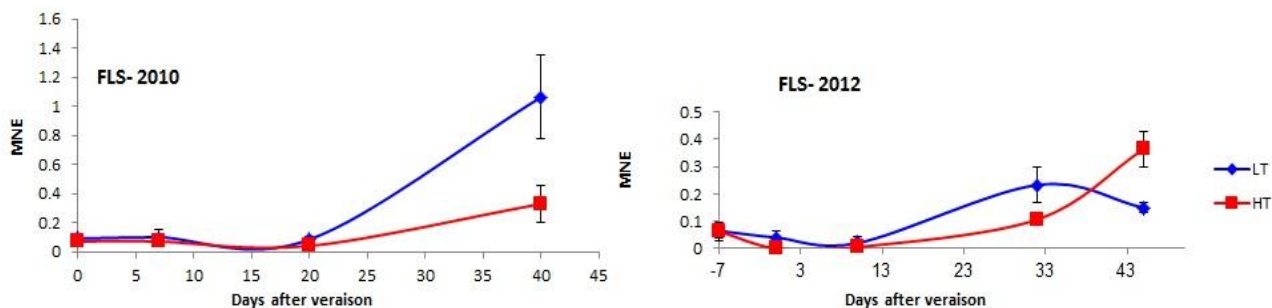 FLS- 2010
MNE
1.6
1.4
1.2
1
0.8
0.6
0.4
0.2
0
0 5 10 15 20 25 30 35 40 45
Days after veraison
FLS- 2012
MNE
0.5
0.4
0.3
0.2
0.1
0
-7 3 13 23 33 43
Days after veraison
LT
HT